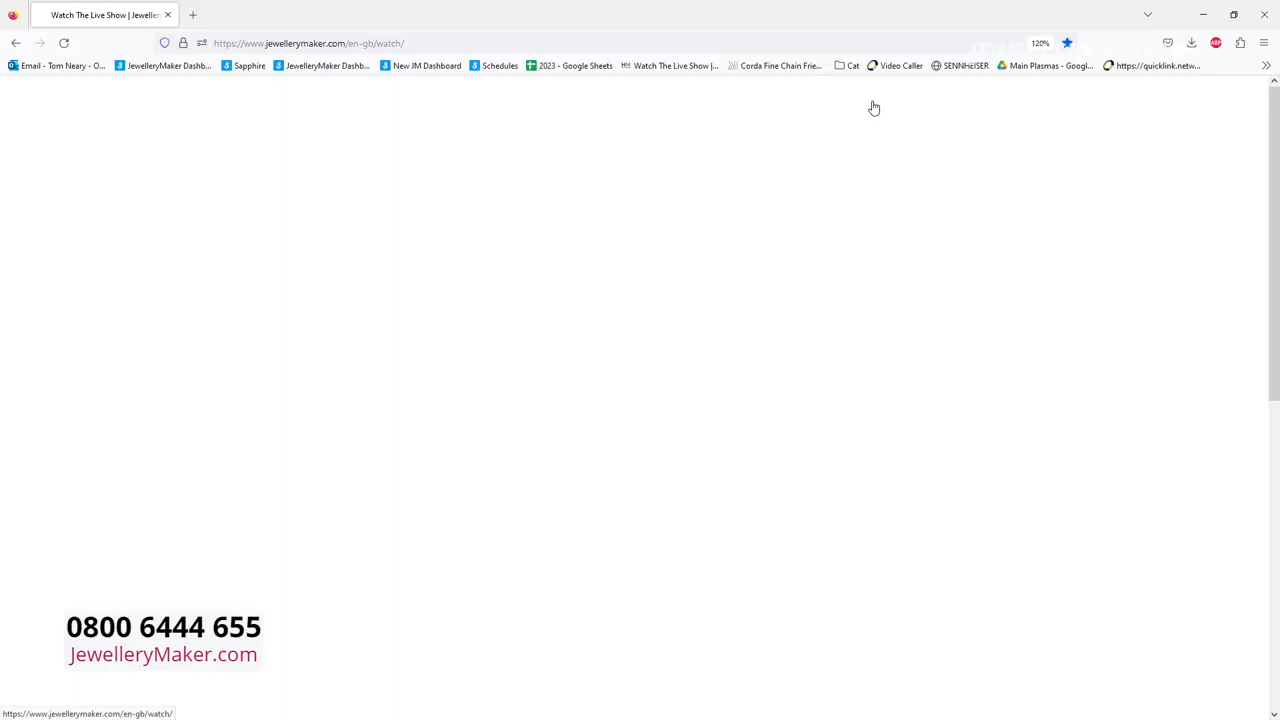 Watch The Live Show | Jeweller
https://www.jewellerymaker.com/en-gb/watch/
120%
ABP
Email - Tom Neary - O...
JewelleryMaker Dashb...
Sapphire
JewelleryMaker Dashb...
New JM Dashboard
Schedules
2023 - Google Sheets
Watch The Live Show |...
Corda Fine Chain Frie...
Cat
Video Caller
SENNHEISER
Main Plasmas - Googl...
https://quicklink.netw...
0800 6444 655
JewelleryMaker.com
https://www.jewellerymaker.com/en-gb/watch/